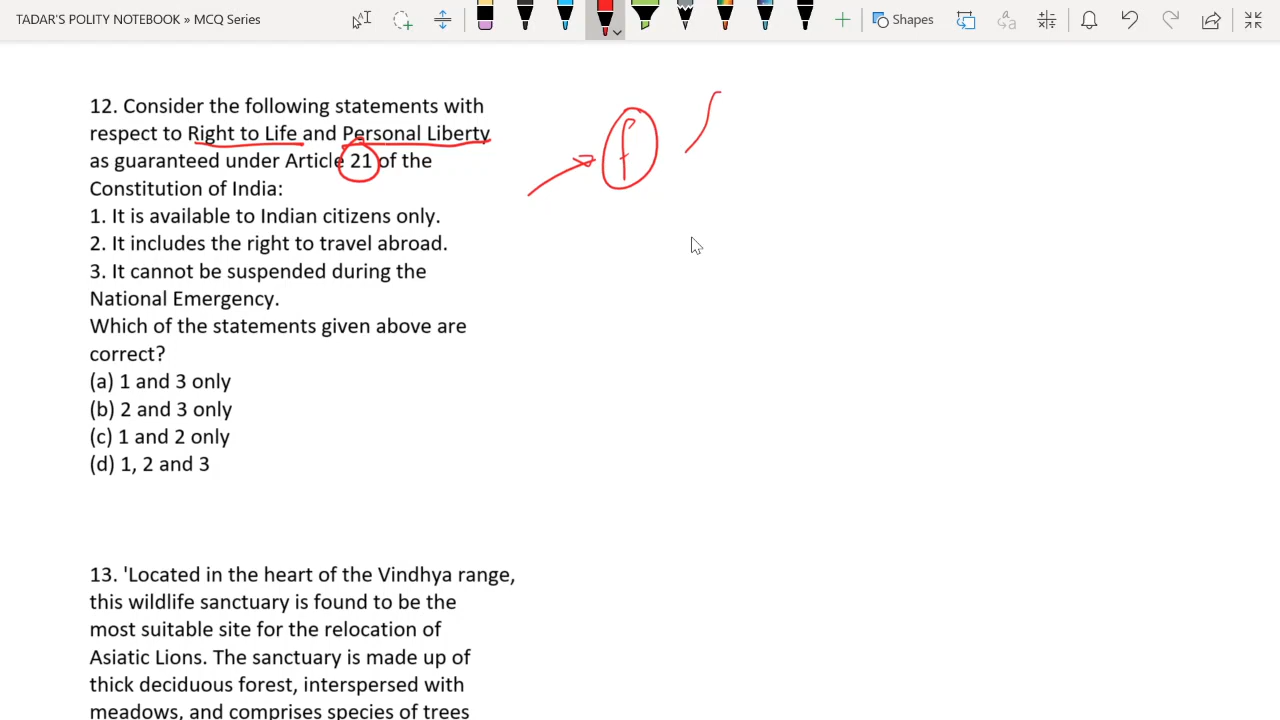 TADAR'S POLITY NOTEBOOK » MCQ Series
Shapes
12. Consider the following statements with
respect to Right to Life and Personal Liberty
as guaranteed under Article 21 of the
Constitution of India:
1. It is available to Indian citizens only.
2. It includes the right to travel abroad.
3. It cannot be suspended during the
National Emergency.
Which of the statements given above are
correct?
(a) 1 and 3 only
(b) 2 and 3 only
(c) 1 and 2 only
(d) 1, 2 and 3
f
13. 'Located in the heart of the Vindhya range,
this wildlife sanctuary is found to be the
most suitable site for the relocation of
Asiatic Lions. The sanctuary is made up of
thick deciduous forest, interspersed with
meadows, and comprises species of trees